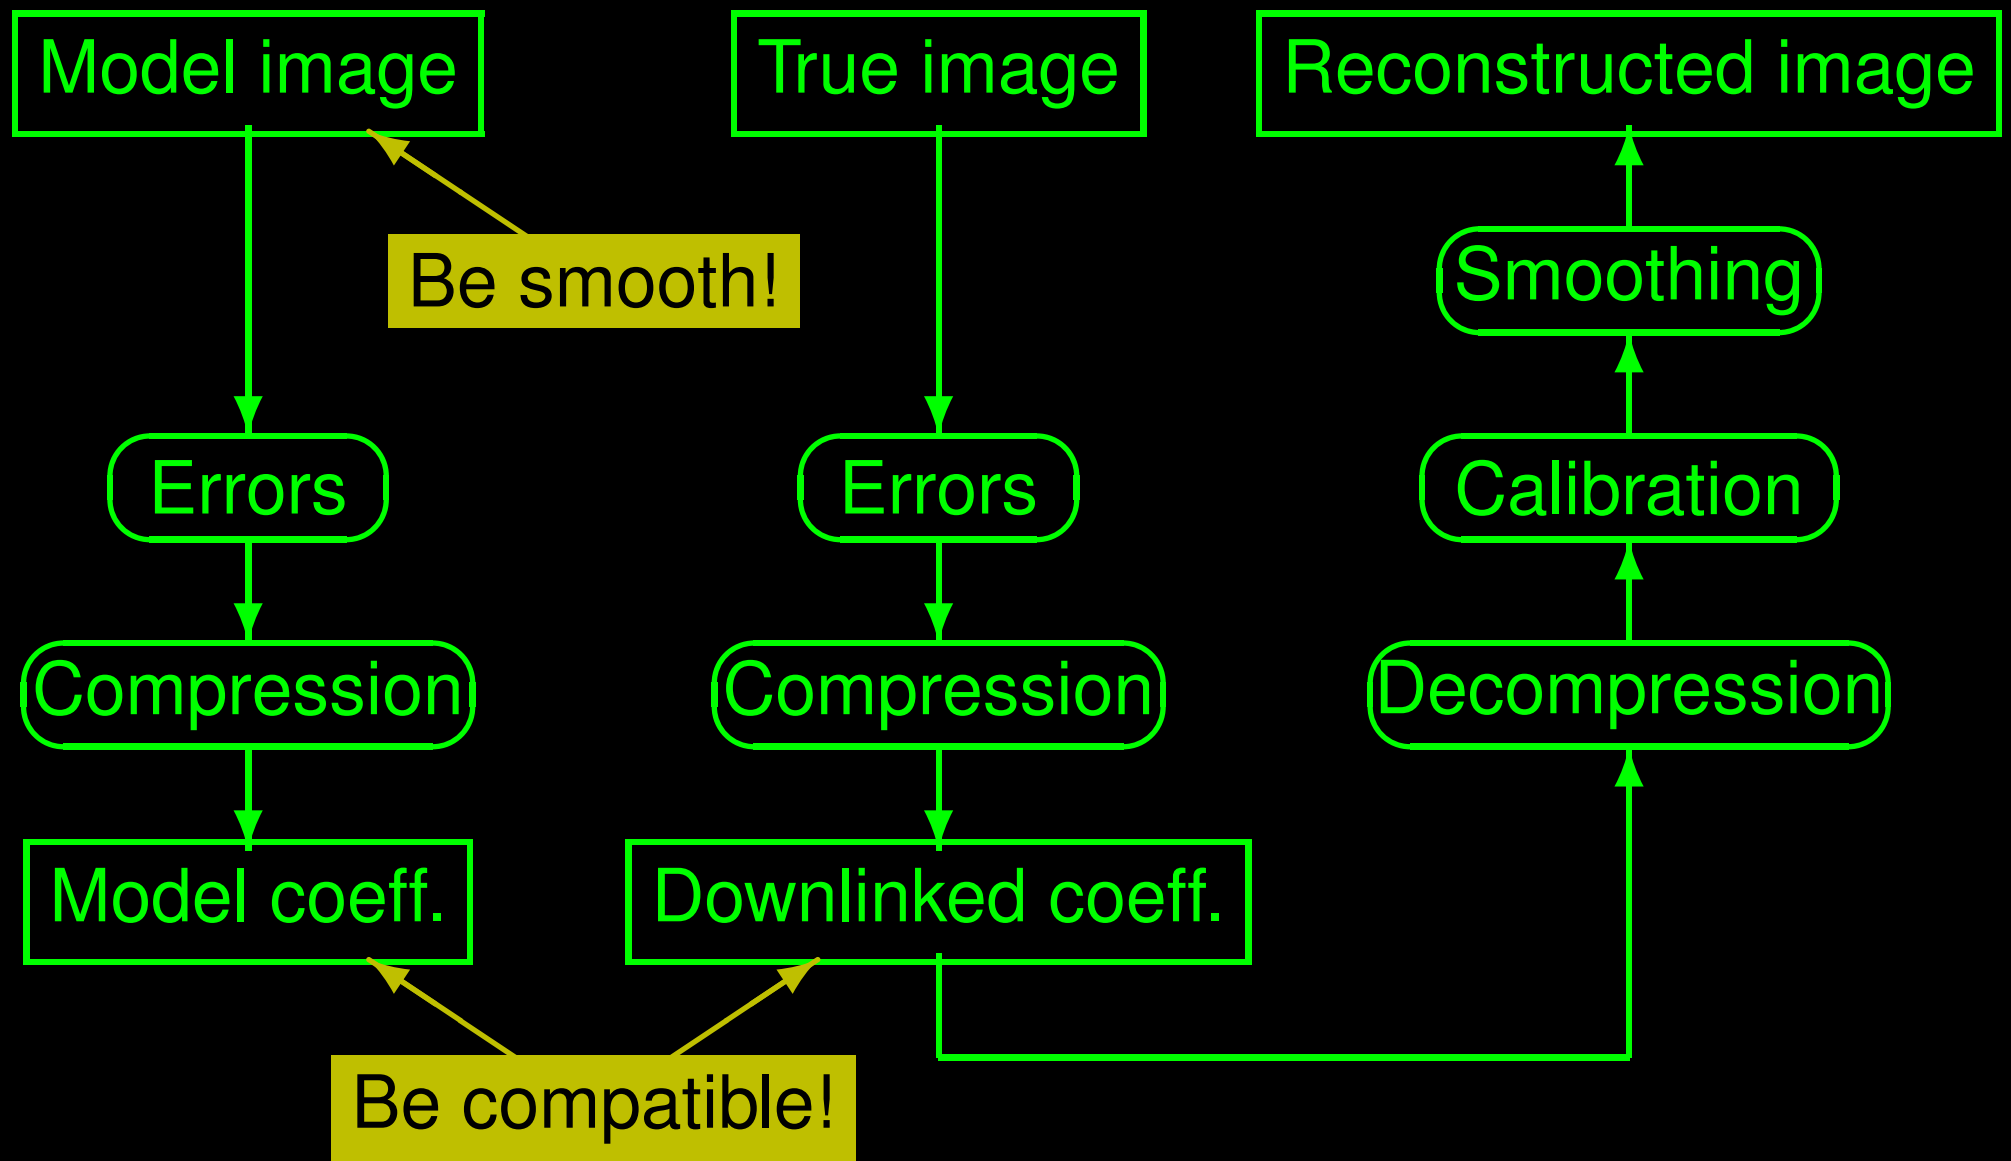 Model image
True image
Reconstructed image
Be smooth!
Smoothing
Errors
Errors
Calibration
Compression
Compression
Decompression
Model coeff.
Downlinked coeff.
Be compatible!